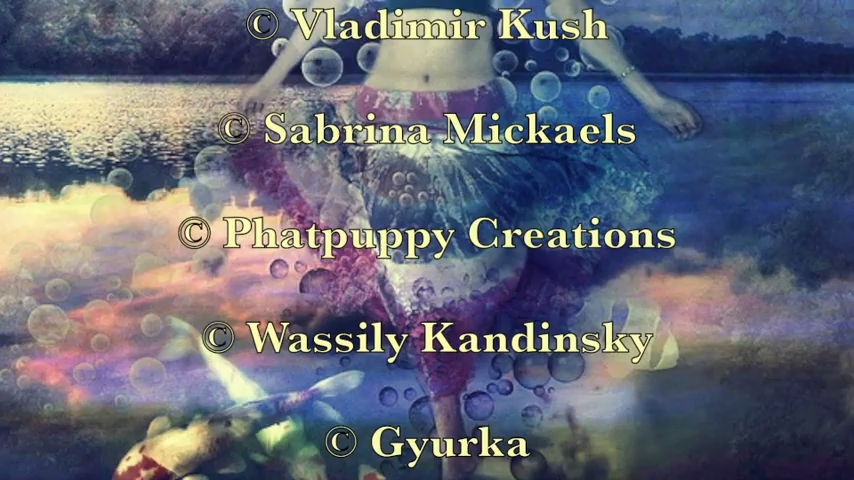 © Vladimir Kush
© Sabrina Mickaels
© Phatpuppy Creations
© Wassily Kandinsky
© Gyurka